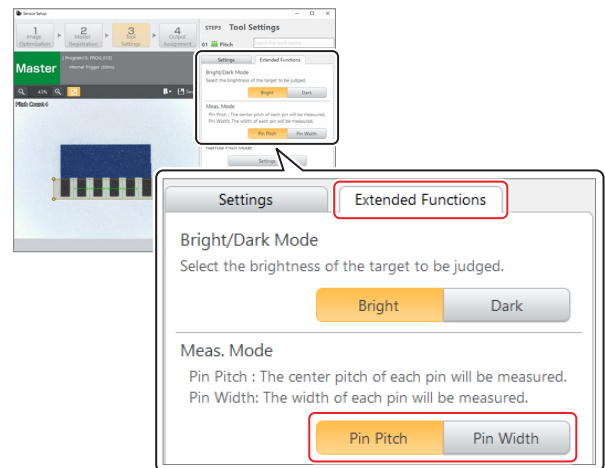 Sensor Setup
1
Image
Optimization
2
Master
Registration
3
Tool
Settings
4
Output
Assignment
STEP3 Tool Settings
01 Pitch
Master
Internal Trigger
45%
Pitch Count:6
Settings
Extended Functions
Bright/Dark Mode
Select the brightness of the target to be judged.
Bright
Dark
Meas. Mode
Pin Pitch : The center pitch of each pin will be measured.
Pin Width: The width of each pin will be measured.
Pin Pitch
Pin Width
Narrow Pitch Mode
Settings
Settings
Extended Functions
Bright/Dark Mode
Select the brightness of the target to be judged.
Bright
Dark
Meas. Mode
Pin Pitch : The center pitch of each pin will be measured.
Pin Width: The width of each pin will be measured.
Pin Pitch
Pin Width